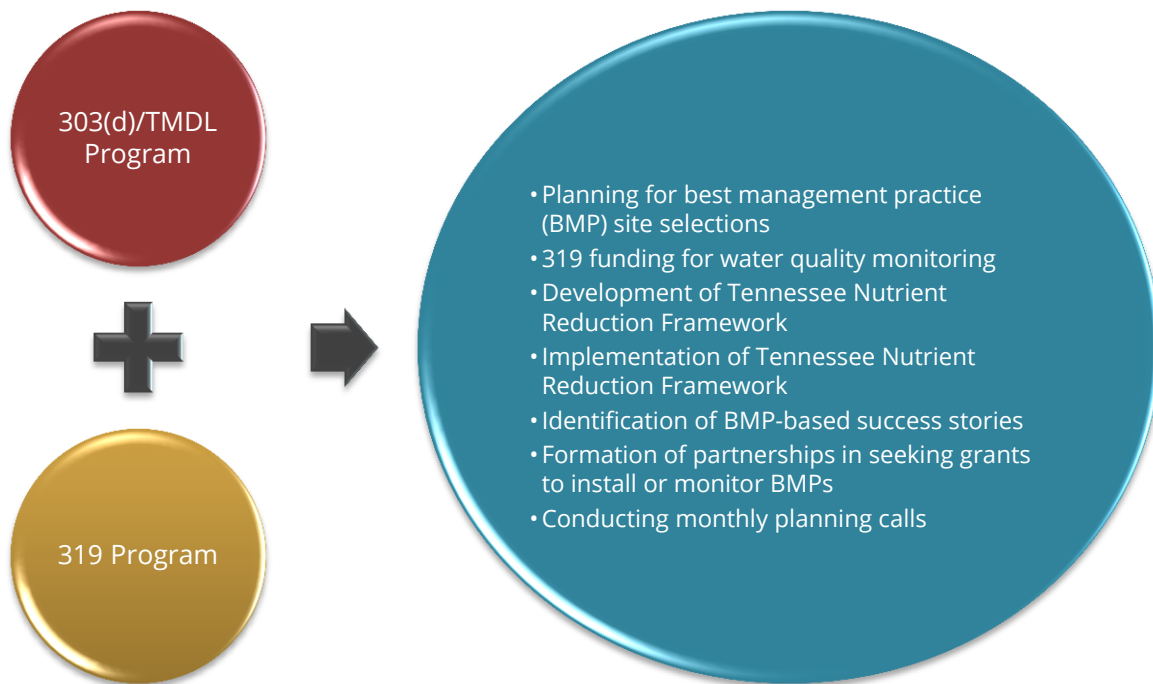 303(d)/TMDL
Program
319 Program
•Planning for best management practice
(BMP) site selections
•319 funding for water quality monitoring
•Development of Tennessee Nutrient
Reduction Framework
•Implementation of Tennessee Nutrient
Reduction Framework
•Identification of BMP-based success stories
•Formation of partnerships in seeking grants
to install or monitor BMPs
•Conducting monthly planning calls